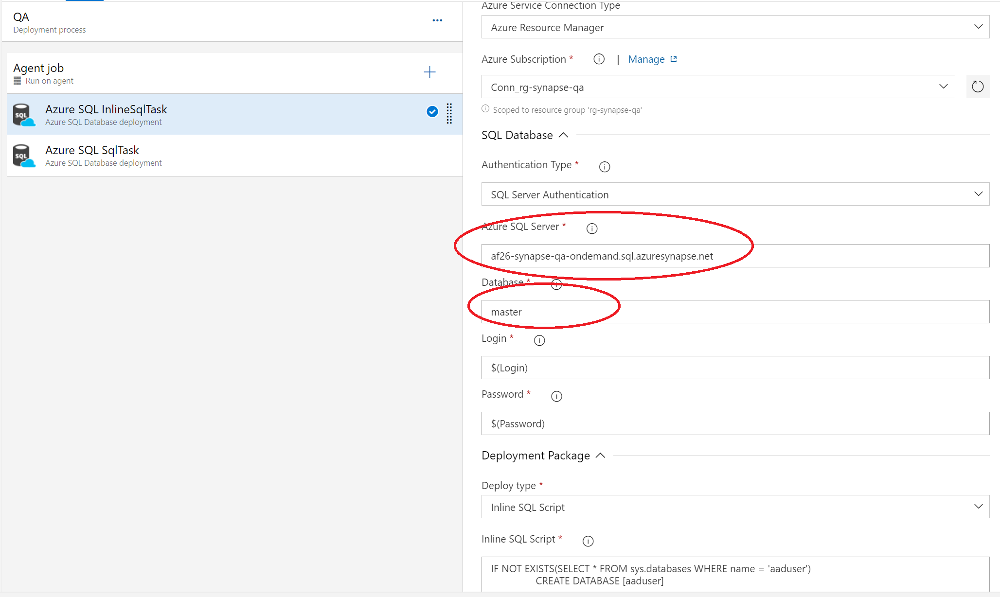 QA
Deployment process
Agent job
Run on agent
Azure SQL InlineSqlTask
Azure SQL Database deployment
Azure SQL SqlTask
Azure SQL Database deployment
Azure Service Connection Type
Azure Resource Manager
Azure Subscription * | Manage
Conn_rg-synapse-qa
Scoped to resource group 'rg-synapse-qa'
SQL Database
Authentication Type *
SQL Server Authentication
Azure SQL Server *
af26-synapse-qa-ondemand.sql.azuresynapse.net
Database *
master
Login *
$(Login)
Password *
$(Password)
Deployment Package
Deploy type *
Inline SQL Script
Inline SQL Script *
IF NOT EXISTS(SELECT * FROM sys.databases WHERE name = 'aaduser')
CREATE DATABASE [aaduser]